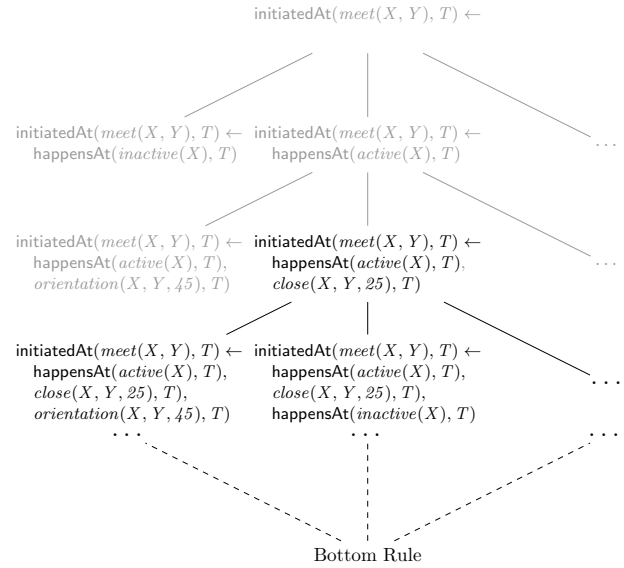 initiatedAt(meet(X, Y), T) ←
initiatedAt(meet(X, Y), T) ←
happensAt(inactive(X), T)
initiatedAt(meet(X, Y), T) ←
happensAt(active(X), T)
...
initiatedAt(meet(X, Y), T) ←
happensAt(active(X), T),
orientation(X, Y, 45), T)
initiatedAt(meet(X, Y), T) ←
happensAt(active(X), T),
close(X, Y, 25), T)
...
initiatedAt(meet(X, Y), T) ←
happensAt(active(X), T),
close(X, Y, 25), T),
orientation(X, Y, 45), T)
...
initiatedAt(meet(X, Y), T) ←
happensAt(active(X), T),
close(X, Y, 25), T),
happensAt(inactive(X), T)
...
...
...
Bottom Rule